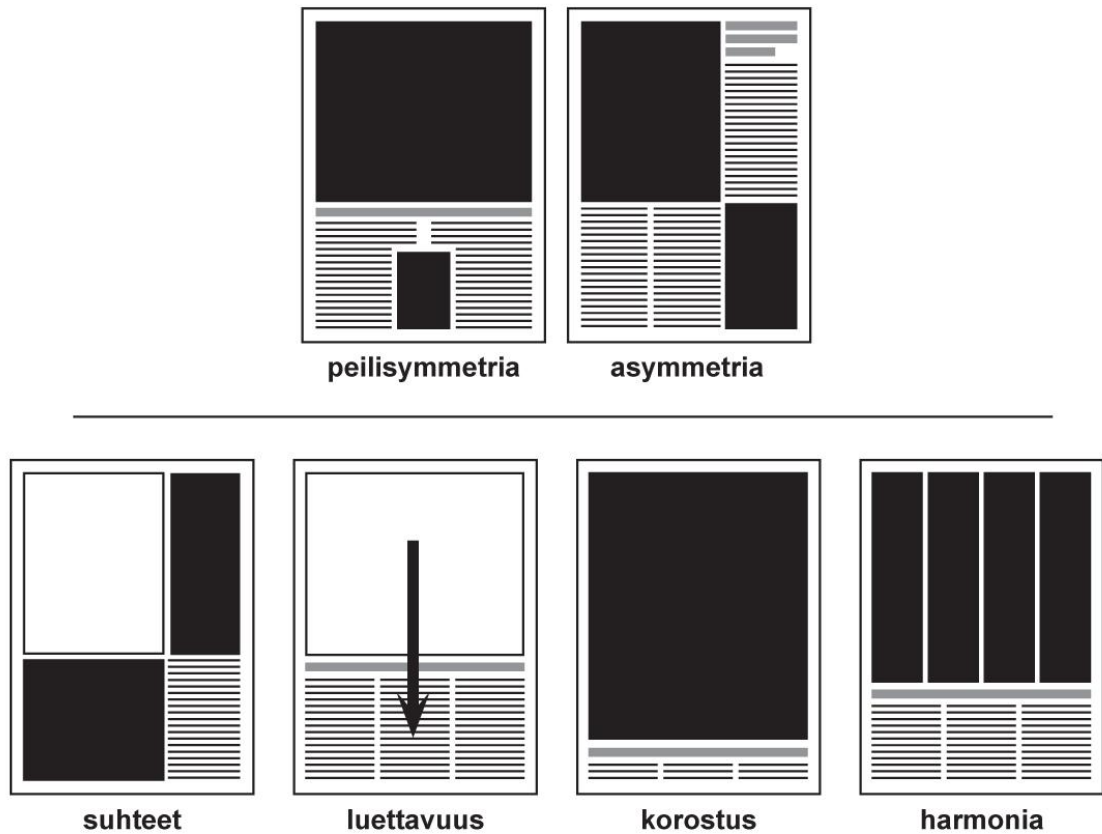 peilisymmetria
asymmetria
suhteet
luettavuus
korostus
harmonia